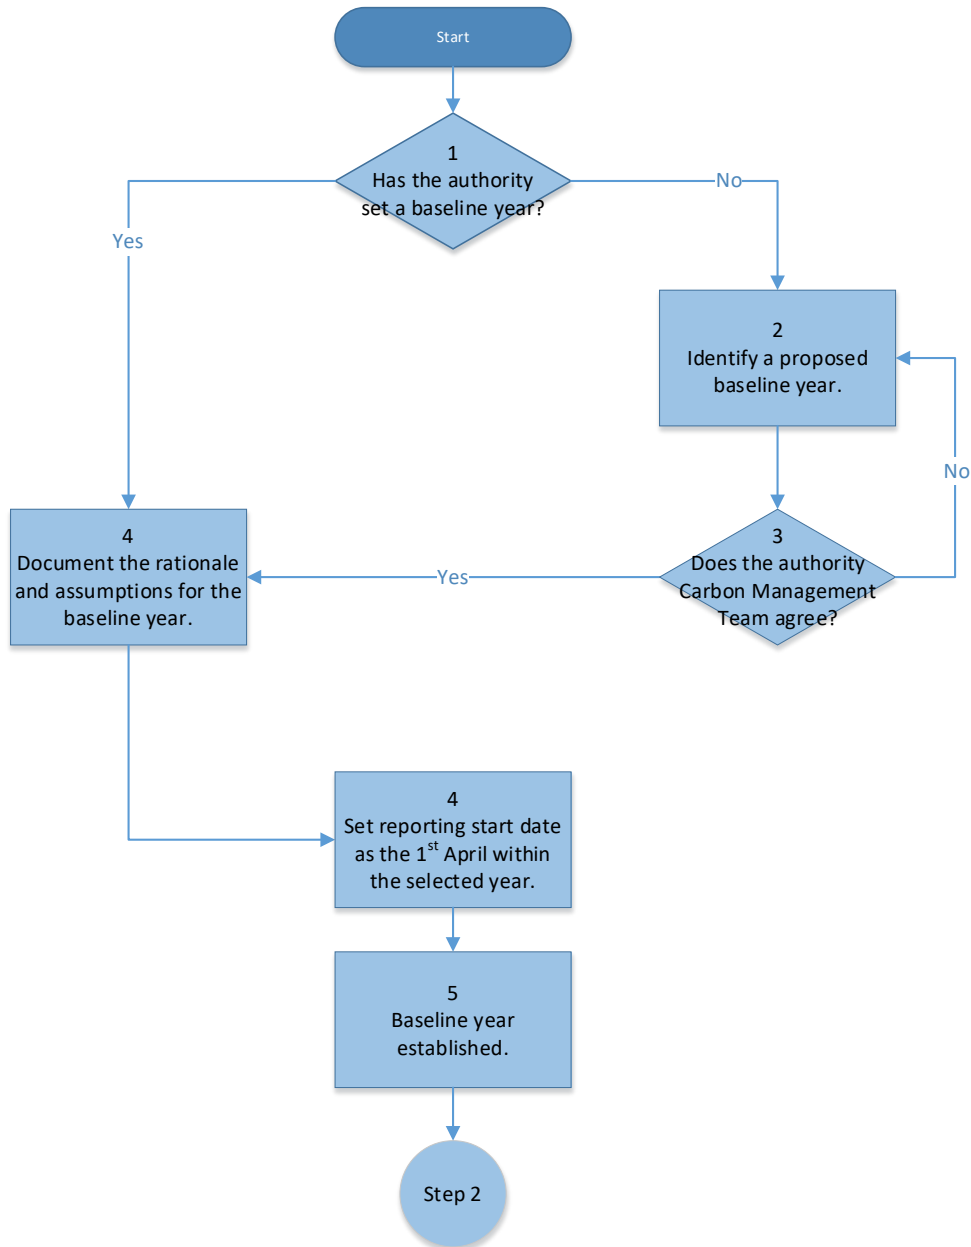 Start
1
Has the authority
set a baseline year?
No
Yes
2
Identify a proposed
baseline year.
No
3
Does the authority
Carbon Management
Team agree?
Yes
4
Document the rationale
and assumptions for the
baseline year.
4
Set reporting start date
as the 1st April within
the selected year.
5
Baseline year
established.
Step 2